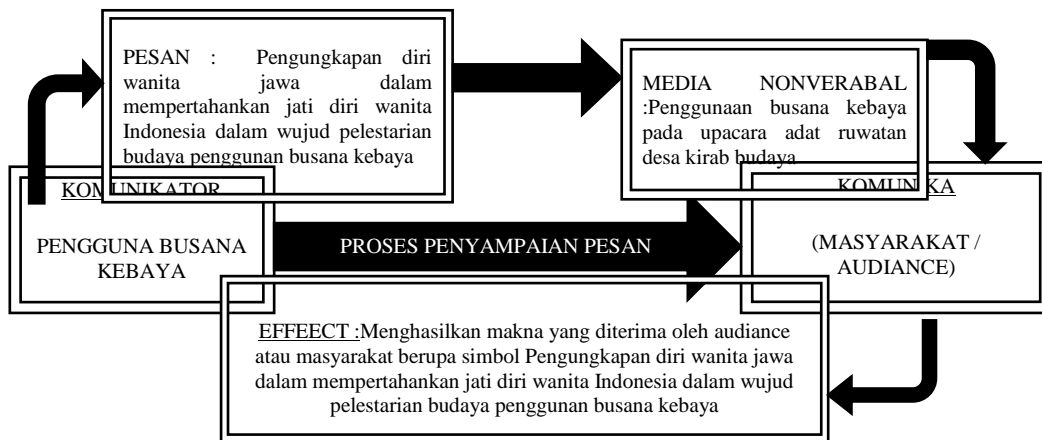 PESAN : Pengungkapan diri
wanita jawa dalam
mempertahankan jati diri wanita
Indonesia dalam wujud pelestarian
budaya penggunan busana kebaya
MEDIA NONVERABAL
:Penggunaan busana kebaya
pada upacara adat ruwatan
desa kirab budaya
KOMUNIKATOR
PENGGUNA BUSANA
KEBAYA
PROSES PENYAMPAIAN PESAN
KOMUNIKA
(MASYARAKAT /
AUDIANCE)
EFFEECT :Menghasilkan makna yang diterima oleh audiance
atau masyarakat berupa simbol Pengungkapan diri wanita jawa
dalam mempertahankan jati diri wanita Indonesia dalam wujud
pelestarian budaya penggunan busana kebaya